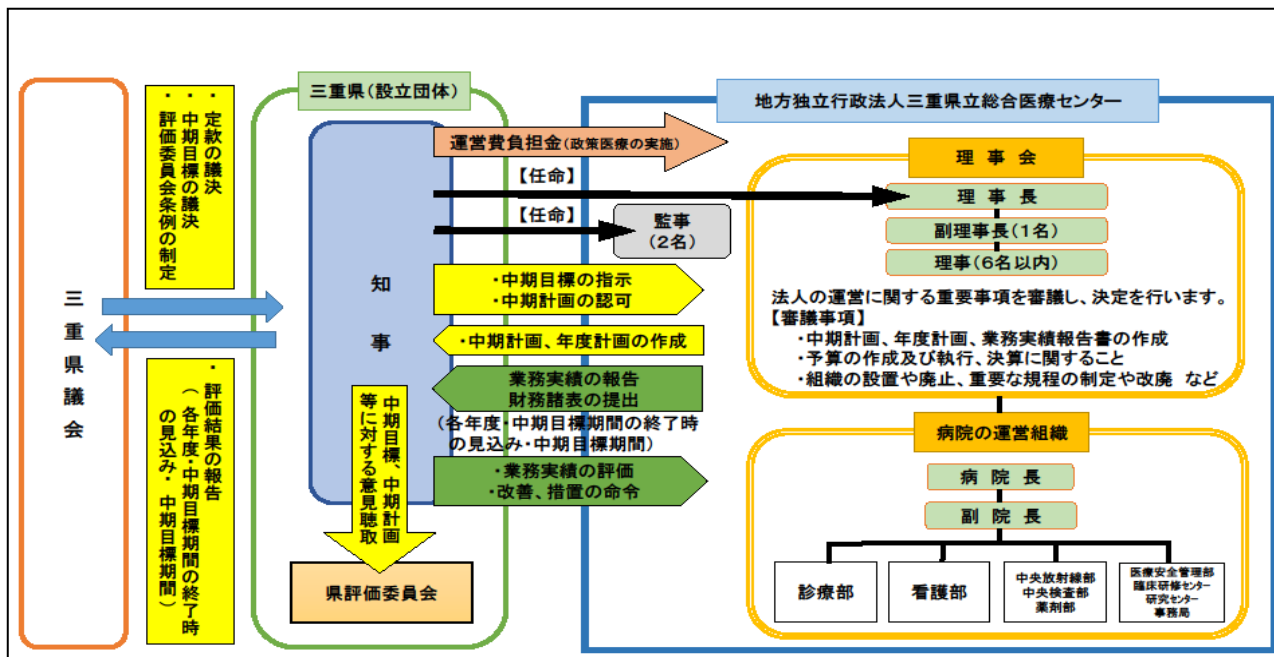 三重県議会
・定款の議決
・中期目標の議決
・評価委員会条例の制定
・評価結果の報告
(各年度・中期目標期間の終了時
の見込み・中期目標期間)
三重県(設立団体)
知事
中期目標、中期計画
等に対する意見聴取
県評価委員会
運営費負担金(政策医療の実施)
【任命】
【任命】
監事
(2名)
・中期目標の指示
・中期計画の認可
・中期計画、年度計画の作成
業務実績の報告
財務諸表の提出
(各年度・中期目標期間の終了時
の見込み・中期目標期間)
・業務実績の評価
・改善、措置の命令
地方独立行政法人三重県立総合医療センター
理事会
理事長
副理事長(1名)
理事(6名以内)
法人の運営に関する重要事項を審議し、決定を行います。
【審議事項】
・中期計画、年度計画、業務実績報告書の作成
・予算の作成及び執行、決算に関すること
・組織の設置や廃止、重要な規程の制定や改廃 など
病院の運営組織
病院長
副院長
診療部
看護部
中央放射線部
中央検査部
薬剤部
医療安全管理部
臨床研修センター
研究センター
事務局